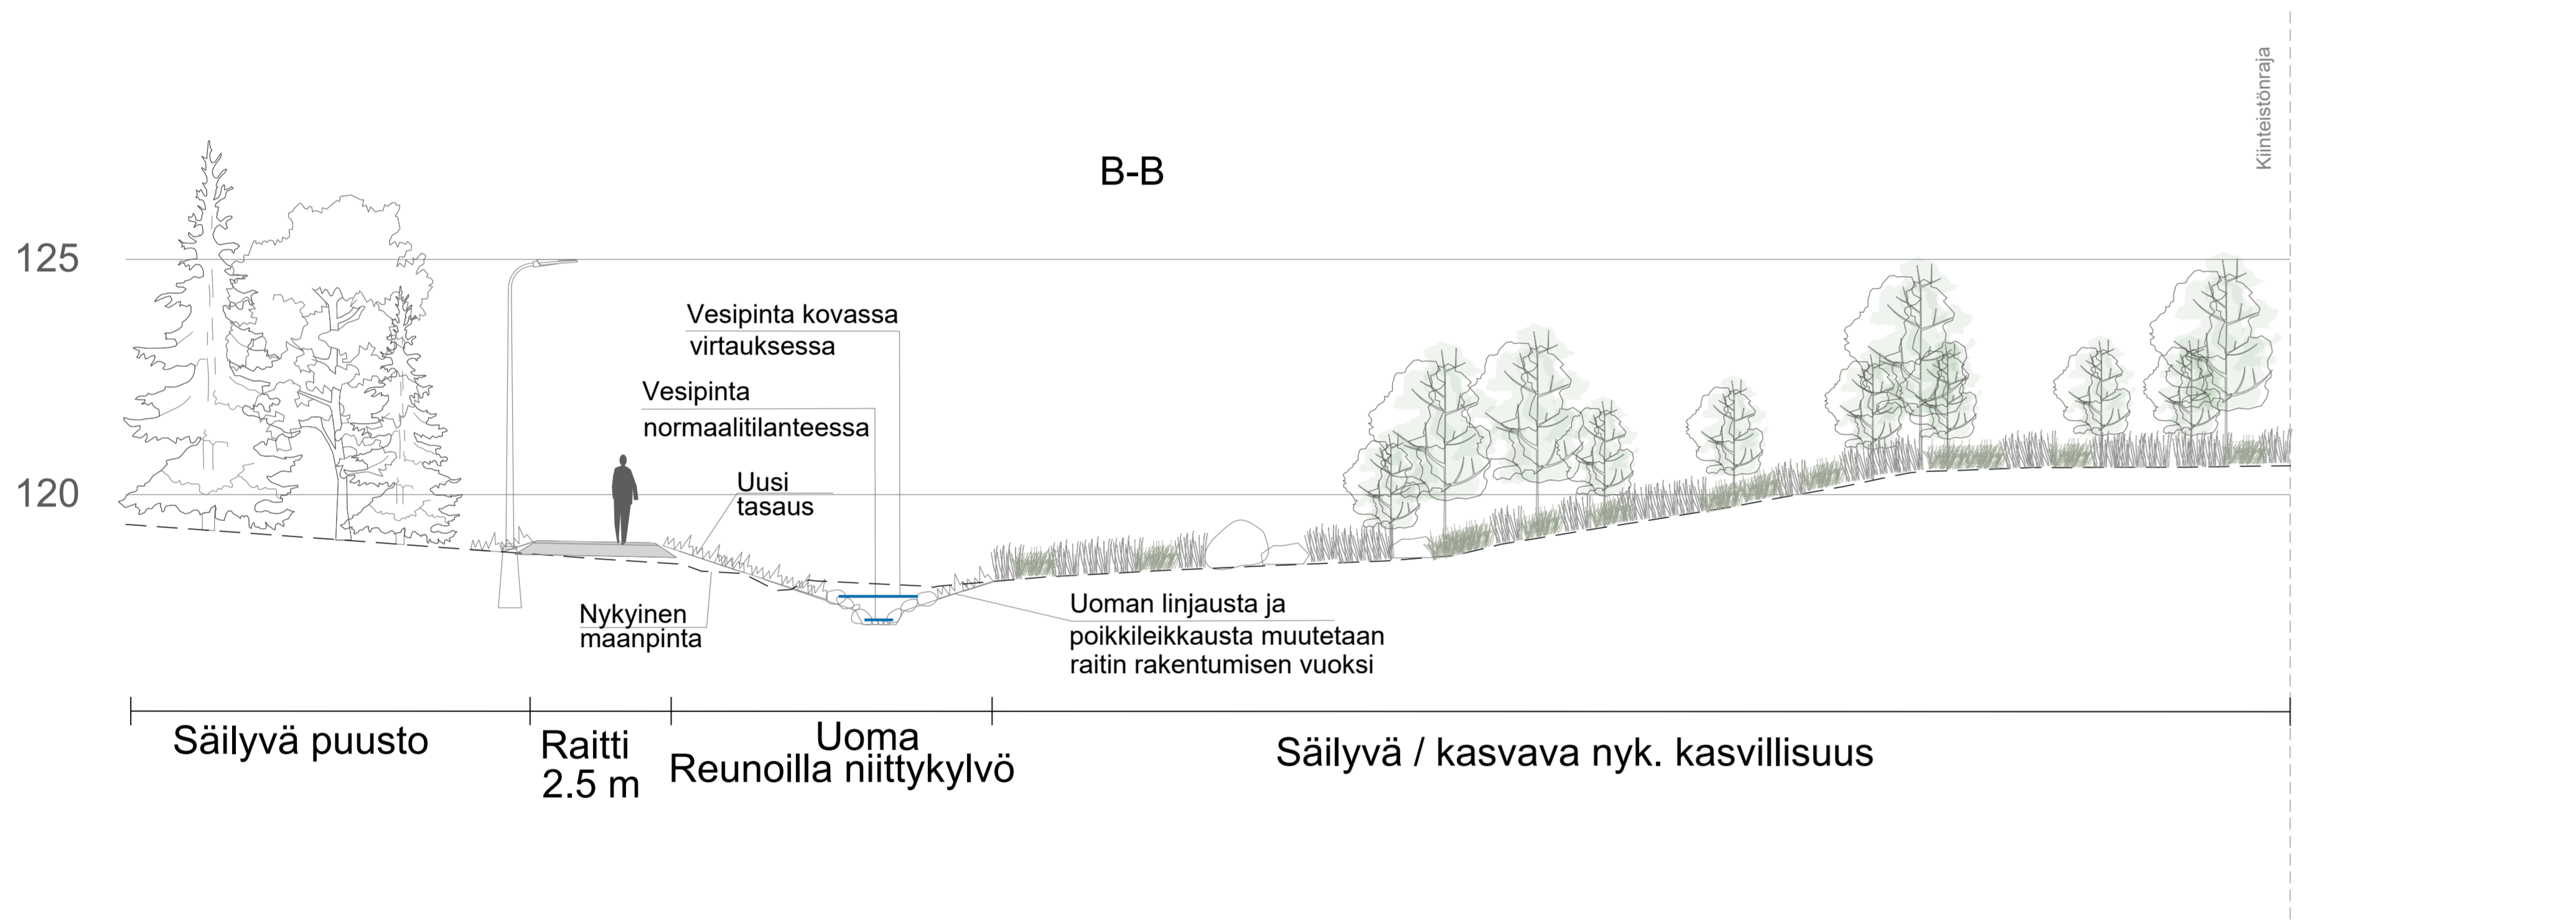 Kiinteistönraja
B-B
125
Vesipinta kovassa
virtauksessa
Vesipinta
normaalitilanteessa
Uusi
tasaus
120
Nykyinen
maanpinta
Uoman linjausta ja
poikkileikkausta muutetaan
raitin rakentumisen vuoksi
Säilyvä puusto
Raitti
2.5 m
Uoma
Reunoilla niittykylvö
Säilyvä / kasvava nyk. kasvillisuus